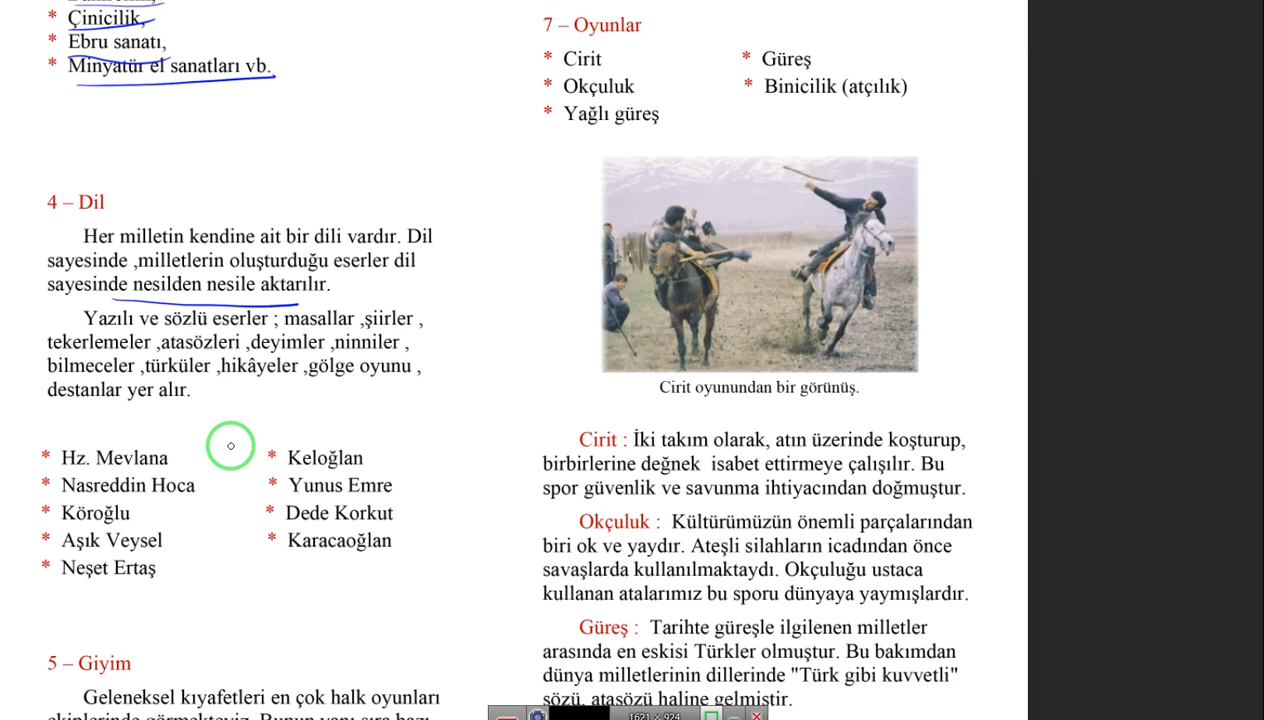 * Çinicilik,
* Ebru sanatı,
* Minyatür el sanatları vb.
4 – Dil
Her milletin kendine ait bir dili vardır. Dil
sayesinde ,milletlerin oluşturduğu eserler dil
sayesinde nesilden nesile aktarılır.
Yazılı ve sözlü eserler ; masallar ,şiirler ,
tekerlemeler ,atasözleri ,deyimler ,ninniler ,
bilmeceler ,türküler ,hikâyeler ,gölge oyunu ,
destanlar yer alır.
* Hz. Mevlana
* Keloğlan
* Nasreddin Hoca
* Yunus Emre
* Köroğlu
* Dede Korkut
* Aşık Veysel
* Karacaoğlan
* Neşet Ertaş
5 – Giyim
Geleneksel kıyafetleri en çok halk oyunları
7 – Oyunlar
* Cirit
* Güreş
* Okçuluk
* Binicilik (atçılık)
* Yağlı güreş
Cirit oyunundan bir görünüş.
Cirit : İki takım olarak, atın üzerinde koşturup,
birbirlerine değnek isabet ettirmeye çalışılır. Bu
spor güvenlik ve savunma ihtiyacından doğmuştur.
Okçuluk : Kültürümüzün önemli parçalarından
biri ok ve yaydır. Ateşli silahların icadından önce
savaşlarda kullanılmaktaydı. Okçuluğu ustaca
kullanan atalarımız bu sporu dünyaya yaymışlardır.
Güreş : Tarihte güreşle ilgilenen milletler
arasında en eskisi Türkler olmuştur. Bu bakımdan
dünya milletlerinin dillerinde "Türk gibi kuvvetli"
sözü, atasözü haline gelmiştir.
1621 x 924